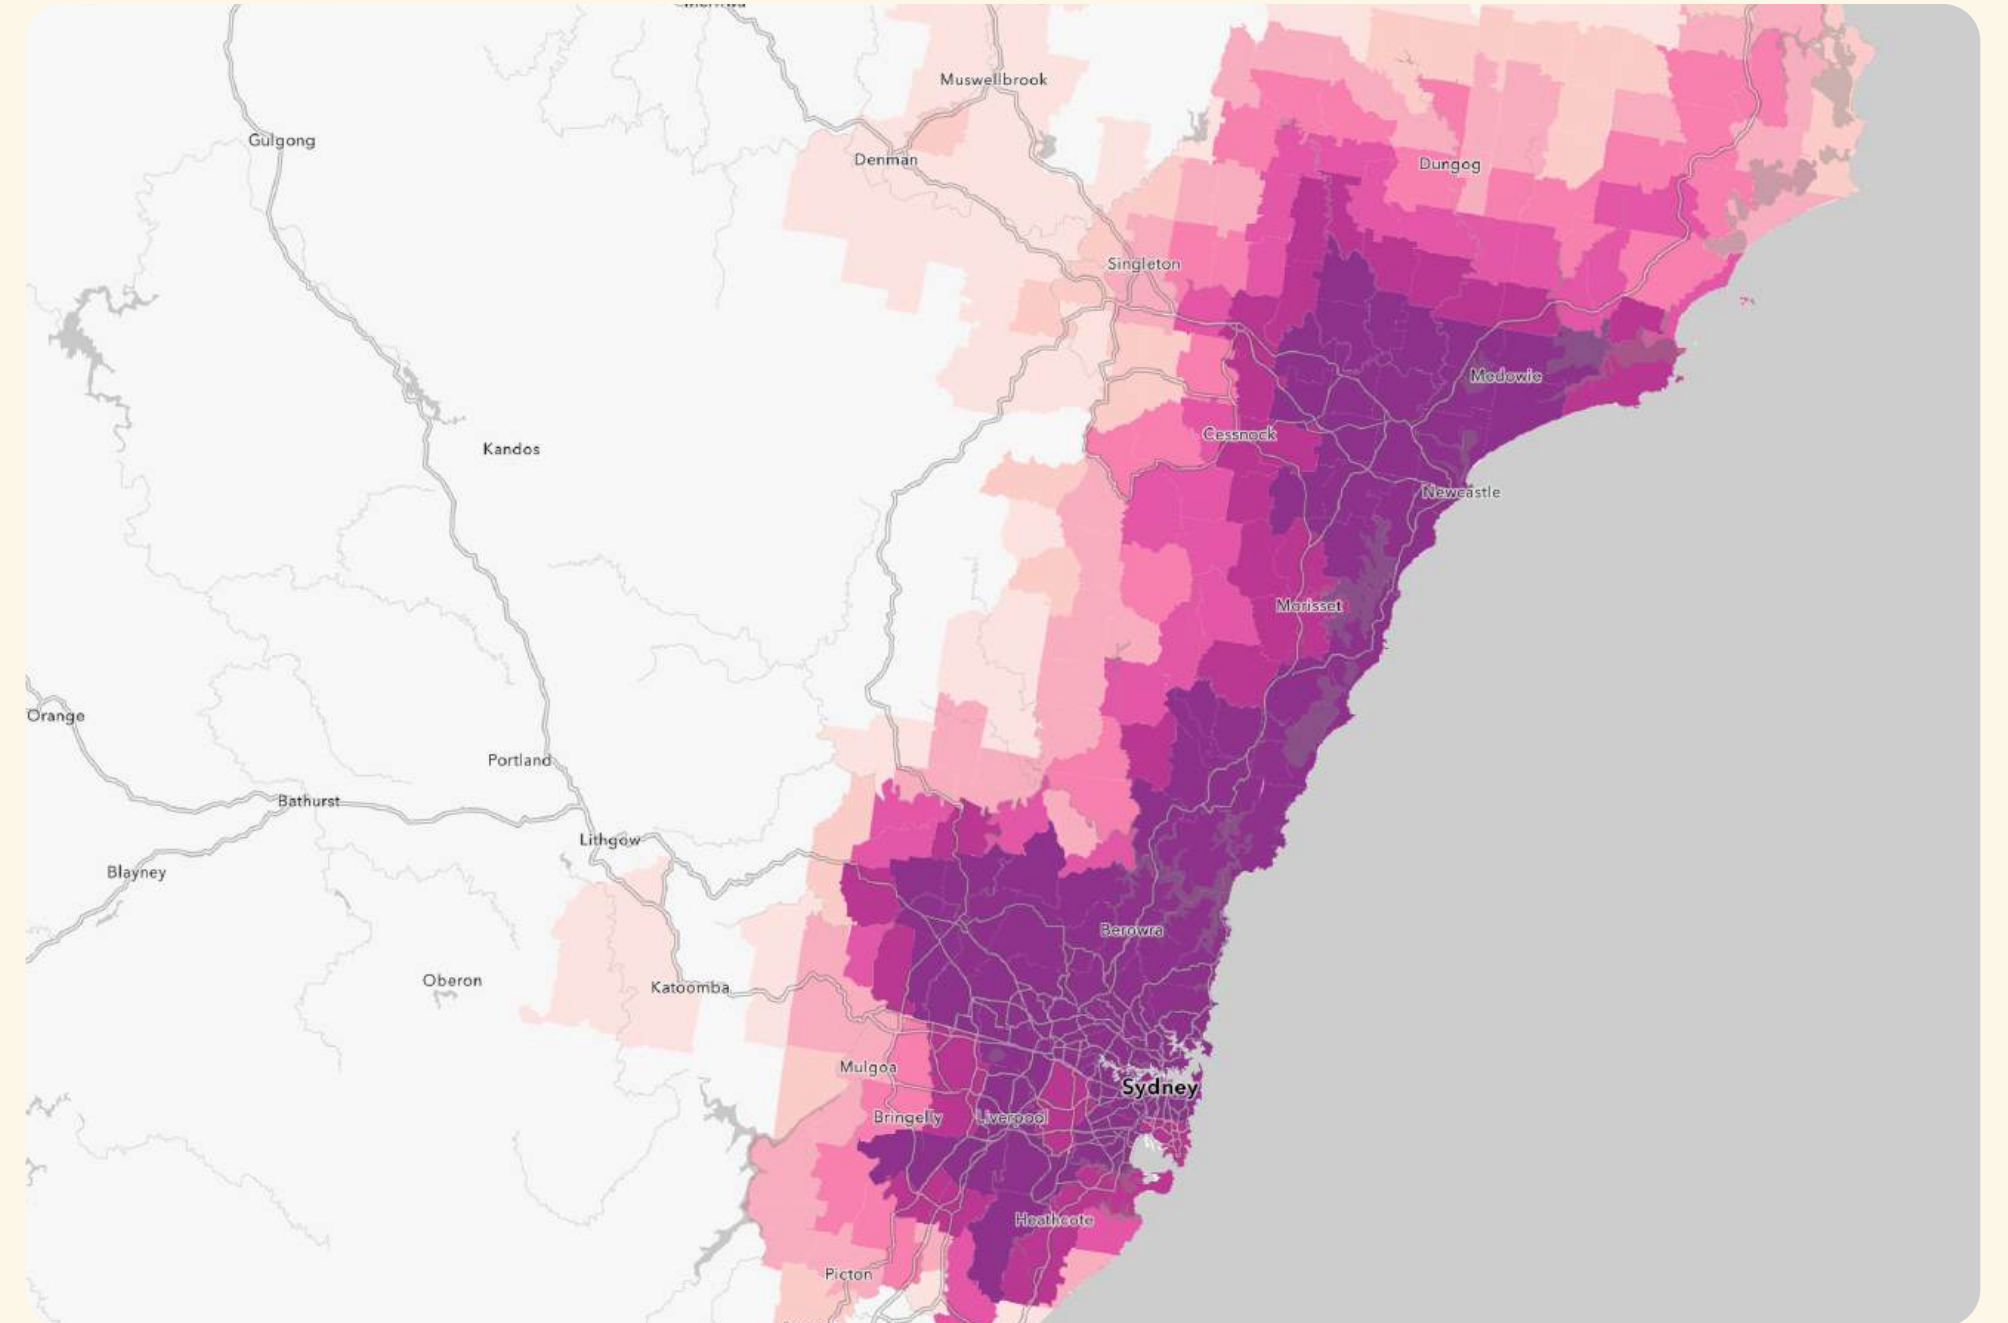 Muswellbrook
Gulgong
Denman
Dungog
Singleton
Medowie
Cessnock
Kandos
Newcastle
Morisset
Orange
Portland
Bathurst
Lithgow
Blayney
Berowra
Oberon
Katoomba
Mulgoa
Sydney
Bringelly
Liverpool
Heathcote
Picton